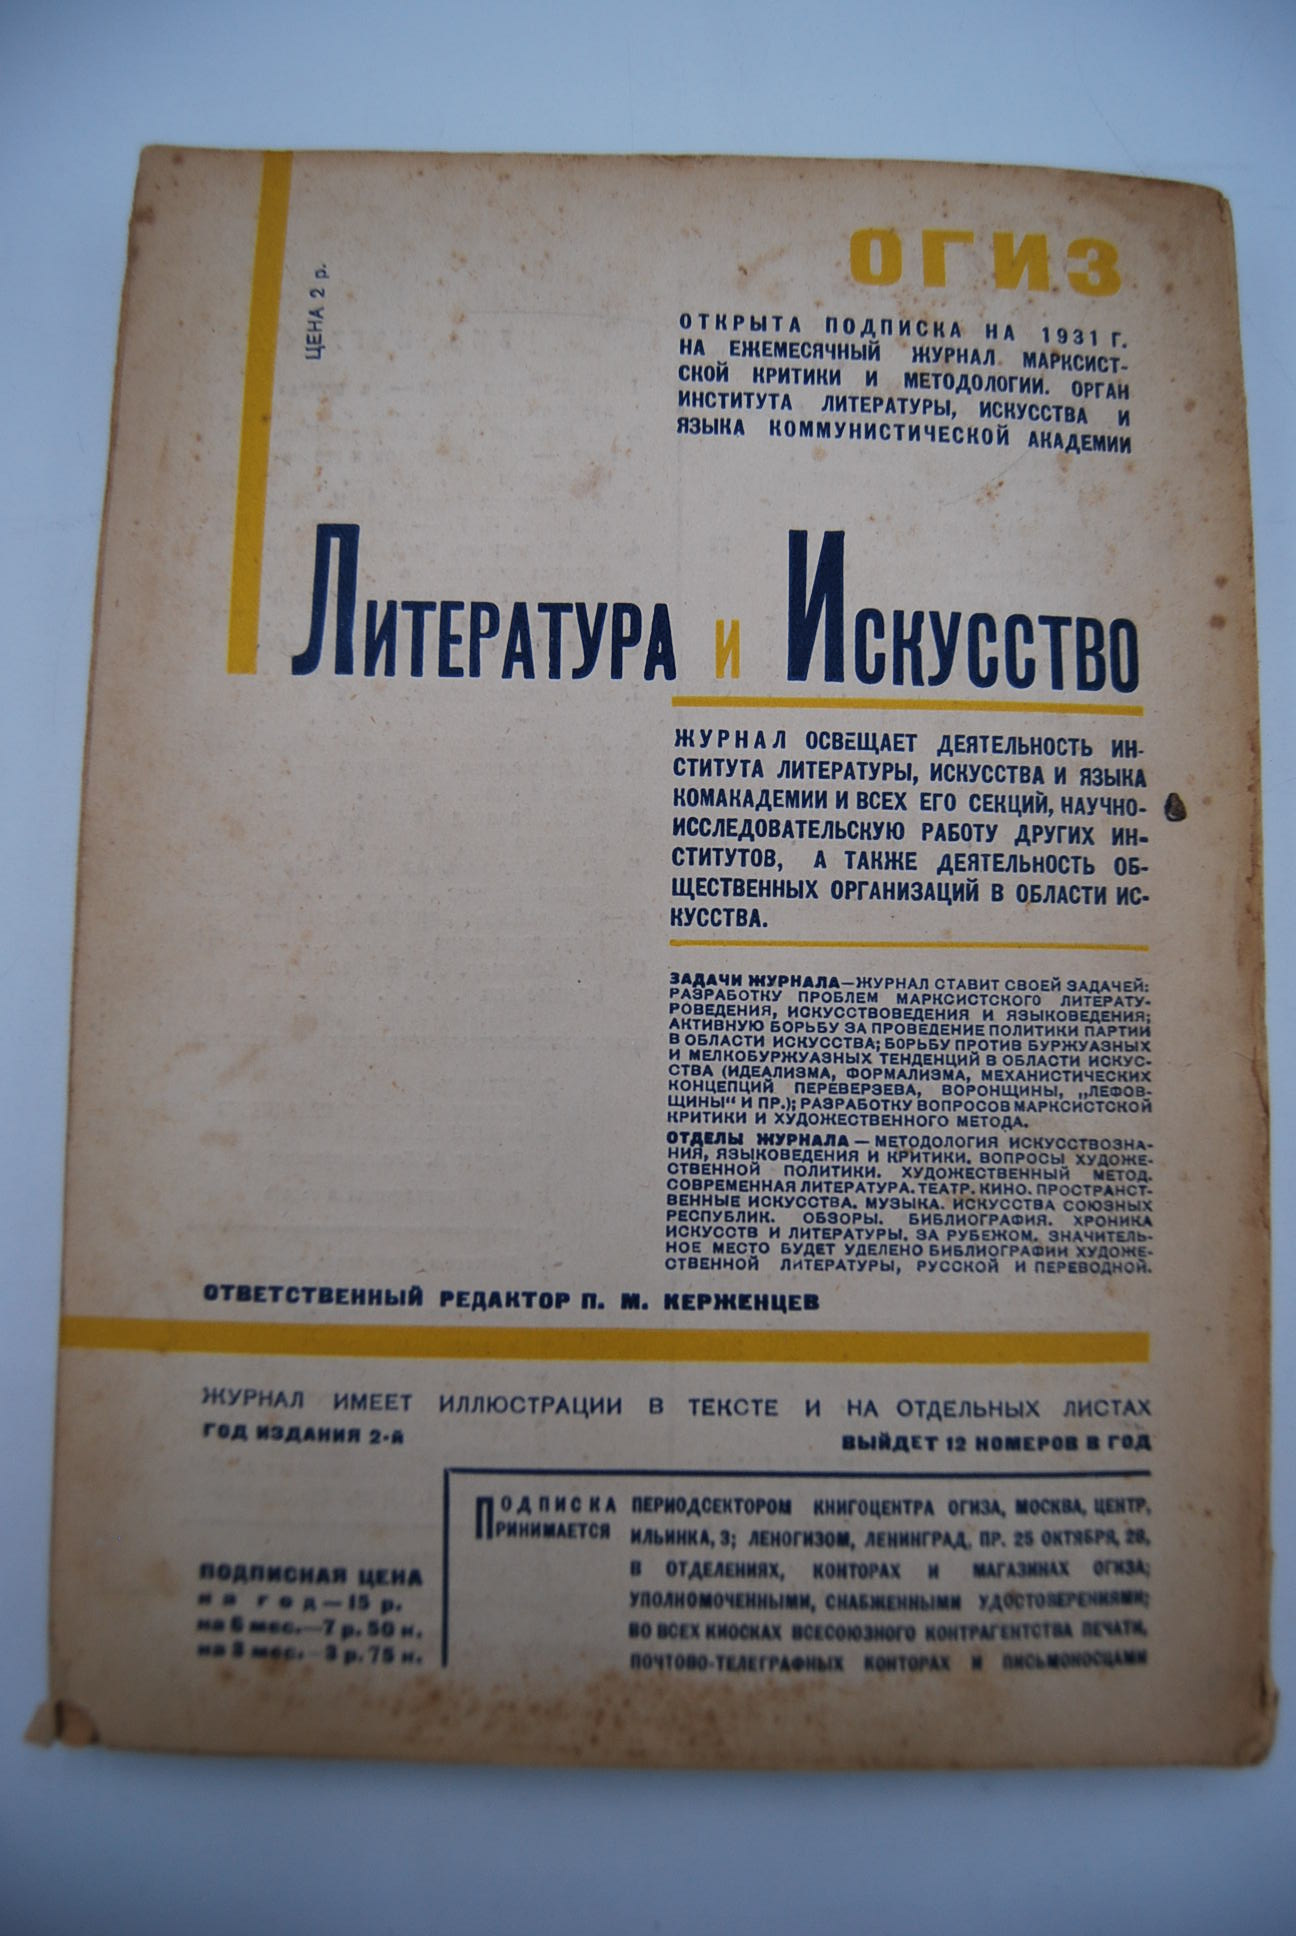 ЦЕНА 2 р.
ОГИЗ
ОТКРЫТА ПОДПИСКА НА 1931 Г.
НА ЕЖЕМЕСЯЧНЫЙ ЖУРНАЛ МАРКСИСТ-
СКОЙ КРИТИКИ И МЕТОДОЛОГИИ. ОРГАН
ИНСТИТУТА ЛИТЕРАТУРЫ, ИСКУССТВА И
ЯЗЫКА КОММУНИСТИЧЕСКОЙ АКАДЕМИИ
ЛИТЕРАТУРА И ИСКУССТВО
ЖУРНАЛ ОСВЕЩАЕТ ДЕЯТЕЛЬНОСТЬ ИН-
СТИТУТА ЛИТЕРАТУРЫ, ИСКУССТВА И ЯЗЫКА
КОМАКАДЕМИИ И ВСЕХ ЕГО СЕКЦИЙ, НАУЧНО-
ИССЛЕДОВАТЕЛЬСКУЮ РАБОТУ ДРУГИХ ИН-
СТИТУТОВ, А ТАКЖЕ ДЕЯТЕЛЬНОСТЬ ОБ-
ЩЕСТВЕННЫХ ОРГАНИЗАЦИЙ В ОБЛАСТИ ИС-
КУССТВА.
ЗАДАЧИ ЖУРНАЛА—ЖУРНАЛ СТАВИТ СВОЕЙ ЗАДАЧЕЙ:
РАЗРАБОТКУ ПРОБЛЕМ МАРКСИСТСКОГО ЛИТЕРАТУ-
РОВЕДЕНИЯ, ИСКУССТВОВЕДЕНИЯ И ЯЗЫКОВЕДЕНИЯ;
АКТИВНУЮ БОРЬБУ ЗА ПРОВЕДЕНИЕ ПОЛИТИКИ ПАРТИИ
В ОБЛАСТИ ИСКУССТВА; БОРЬБУ ПРОТИВ БУРЖУАЗНЫХ
И МЕЛКОБУРЖУАЗНЫХ ТЕНДЕНЦИЙ В ОБЛАСТИ ИСКУС-
СТВА (ИДЕАЛИЗМА, ФОРМАЛИЗМА, МЕХАНИСТИЧЕСКИХ
КОНЦЕПЦИЙ ПЕРЕВЕРЗЕВА, ВОРОНЩИНЫ, „ЛЕФОВ-
ЩИНЫ“ И ПР.); РАЗРАБОТКУ ВОПРОСОВ МАРКСИСТСКОЙ
КРИТИКИ И ХУДОЖЕСТВЕННОГО МЕТОДА.
ОТДЕЛЫ ЖУРНАЛА — МЕТОДОЛОГИЯ ИСКУССТВОЗНА-
НИЯ, ЯЗЫКОВЕДЕНИЯ И КРИТИКИ. ВОПРОСЫ ХУДОЖЕ-
СТВЕННОЙ ПОЛИТИКИ. ХУДОЖЕСТВЕННЫЙ МЕТОД.
СОВРЕМЕННАЯ ЛИТЕРАТУРА. ТЕАТР. КИНО. ПРОСТРАНСТ-
ВЕННЫЕ ИСКУССТВА. МУЗЫКА. ИСКУССТВА СОЮЗНЫХ
РЕСПУБЛИК. ОБЗОРЫ. БИБЛИОГРАФИЯ. ХРОНИКА
ИСКУССТВ И ЛИТЕРАТУРЫ. ЗА РУБЕЖОМ. ЗНАЧИТЕЛЬ-
НОЕ МЕСТО БУДЕТ УДЕЛЕНО БИБЛИОГРАФИИ ХУДОЖЕ-
СТВЕННОЙ ЛИТЕРАТУРЫ, РУССКОЙ И ПЕРЕВОДНОЙ.
ОТВЕТСТВЕННЫЙ РЕДАКТОР П. М. КЕРЖЕНЦЕВ
ЖУРНАЛ ИМЕЕТ ИЛЛЮСТРАЦИИ В ТЕКСТЕ И НА ОТДЕЛЬНЫХ ЛИСТАХ
ГОД ИЗДАНИЯ 2-й ВЫЙДЕТ 12 НОМЕРОВ В ГОД
ПОДПИСНАЯ ЦЕНА
на год—15 р.
на 6 мес.—7 р. 50 к.
на 3 мес.—3 р. 75 к.
ПОДПИСКА
ПРИНИМАЕТСЯ
ПЕРИОДСЕКТОРОМ КНИГОЦЕНТРА ОГИЗА, МОСКВА, ЦЕНТР,
ИЛЬИНКА, 3; ЛЕНОГИЗОМ, ЛЕНИНГРАД, ПР. 25 ОКТЯБРЯ, 28,
В ОТДЕЛЕНИЯХ, КОНТОРАХ И МАГАЗИНАХ ОГИЗА;
УПОЛНОМОЧЕННЫМИ, СНАБЖЕННЫМИ УДОСТОВЕРЕНИЯМИ;
ВО ВСЕХ КИОСКАХ ВСЕСОЮЗНОГО КОНТРАГЕНТСТВА ПЕЧАТИ,
ПОЧТОВО-ТЕЛЕГРАФНЫХ КОНТОРАХ И ПИСЬМОНОСЦАМИ